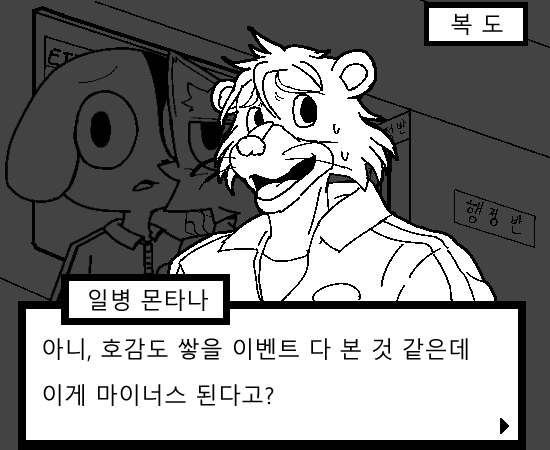 복 도
행 정 반
일병 몬타나
아니, 호감도 쌓을 이벤트 다 본 것 같은데
이게 마이너스 된다고?